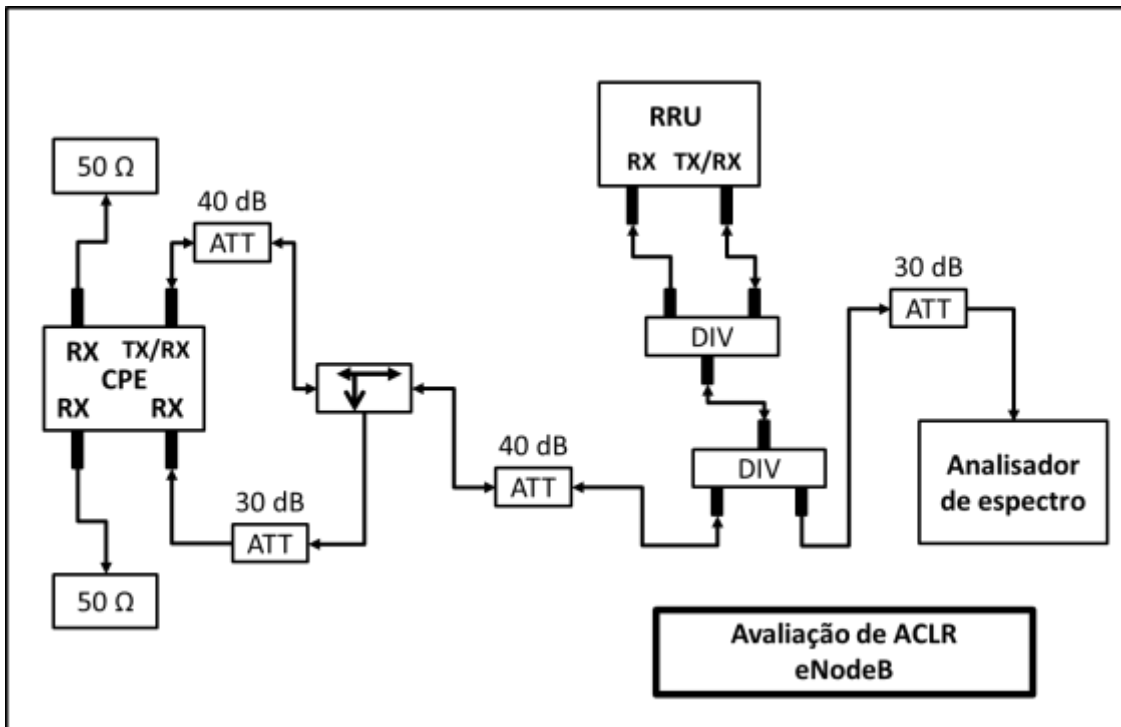 RRU
RX TX/RX
50 Ω
40 dB
ATT
30 dB
ATT
DIV
RX TX/RX
CPE
RX RX
40 dB
ATT
DIV
Analisador
de espectro
30 dB
ATT
50 Ω
Avaliação de ACLR
eNodeB